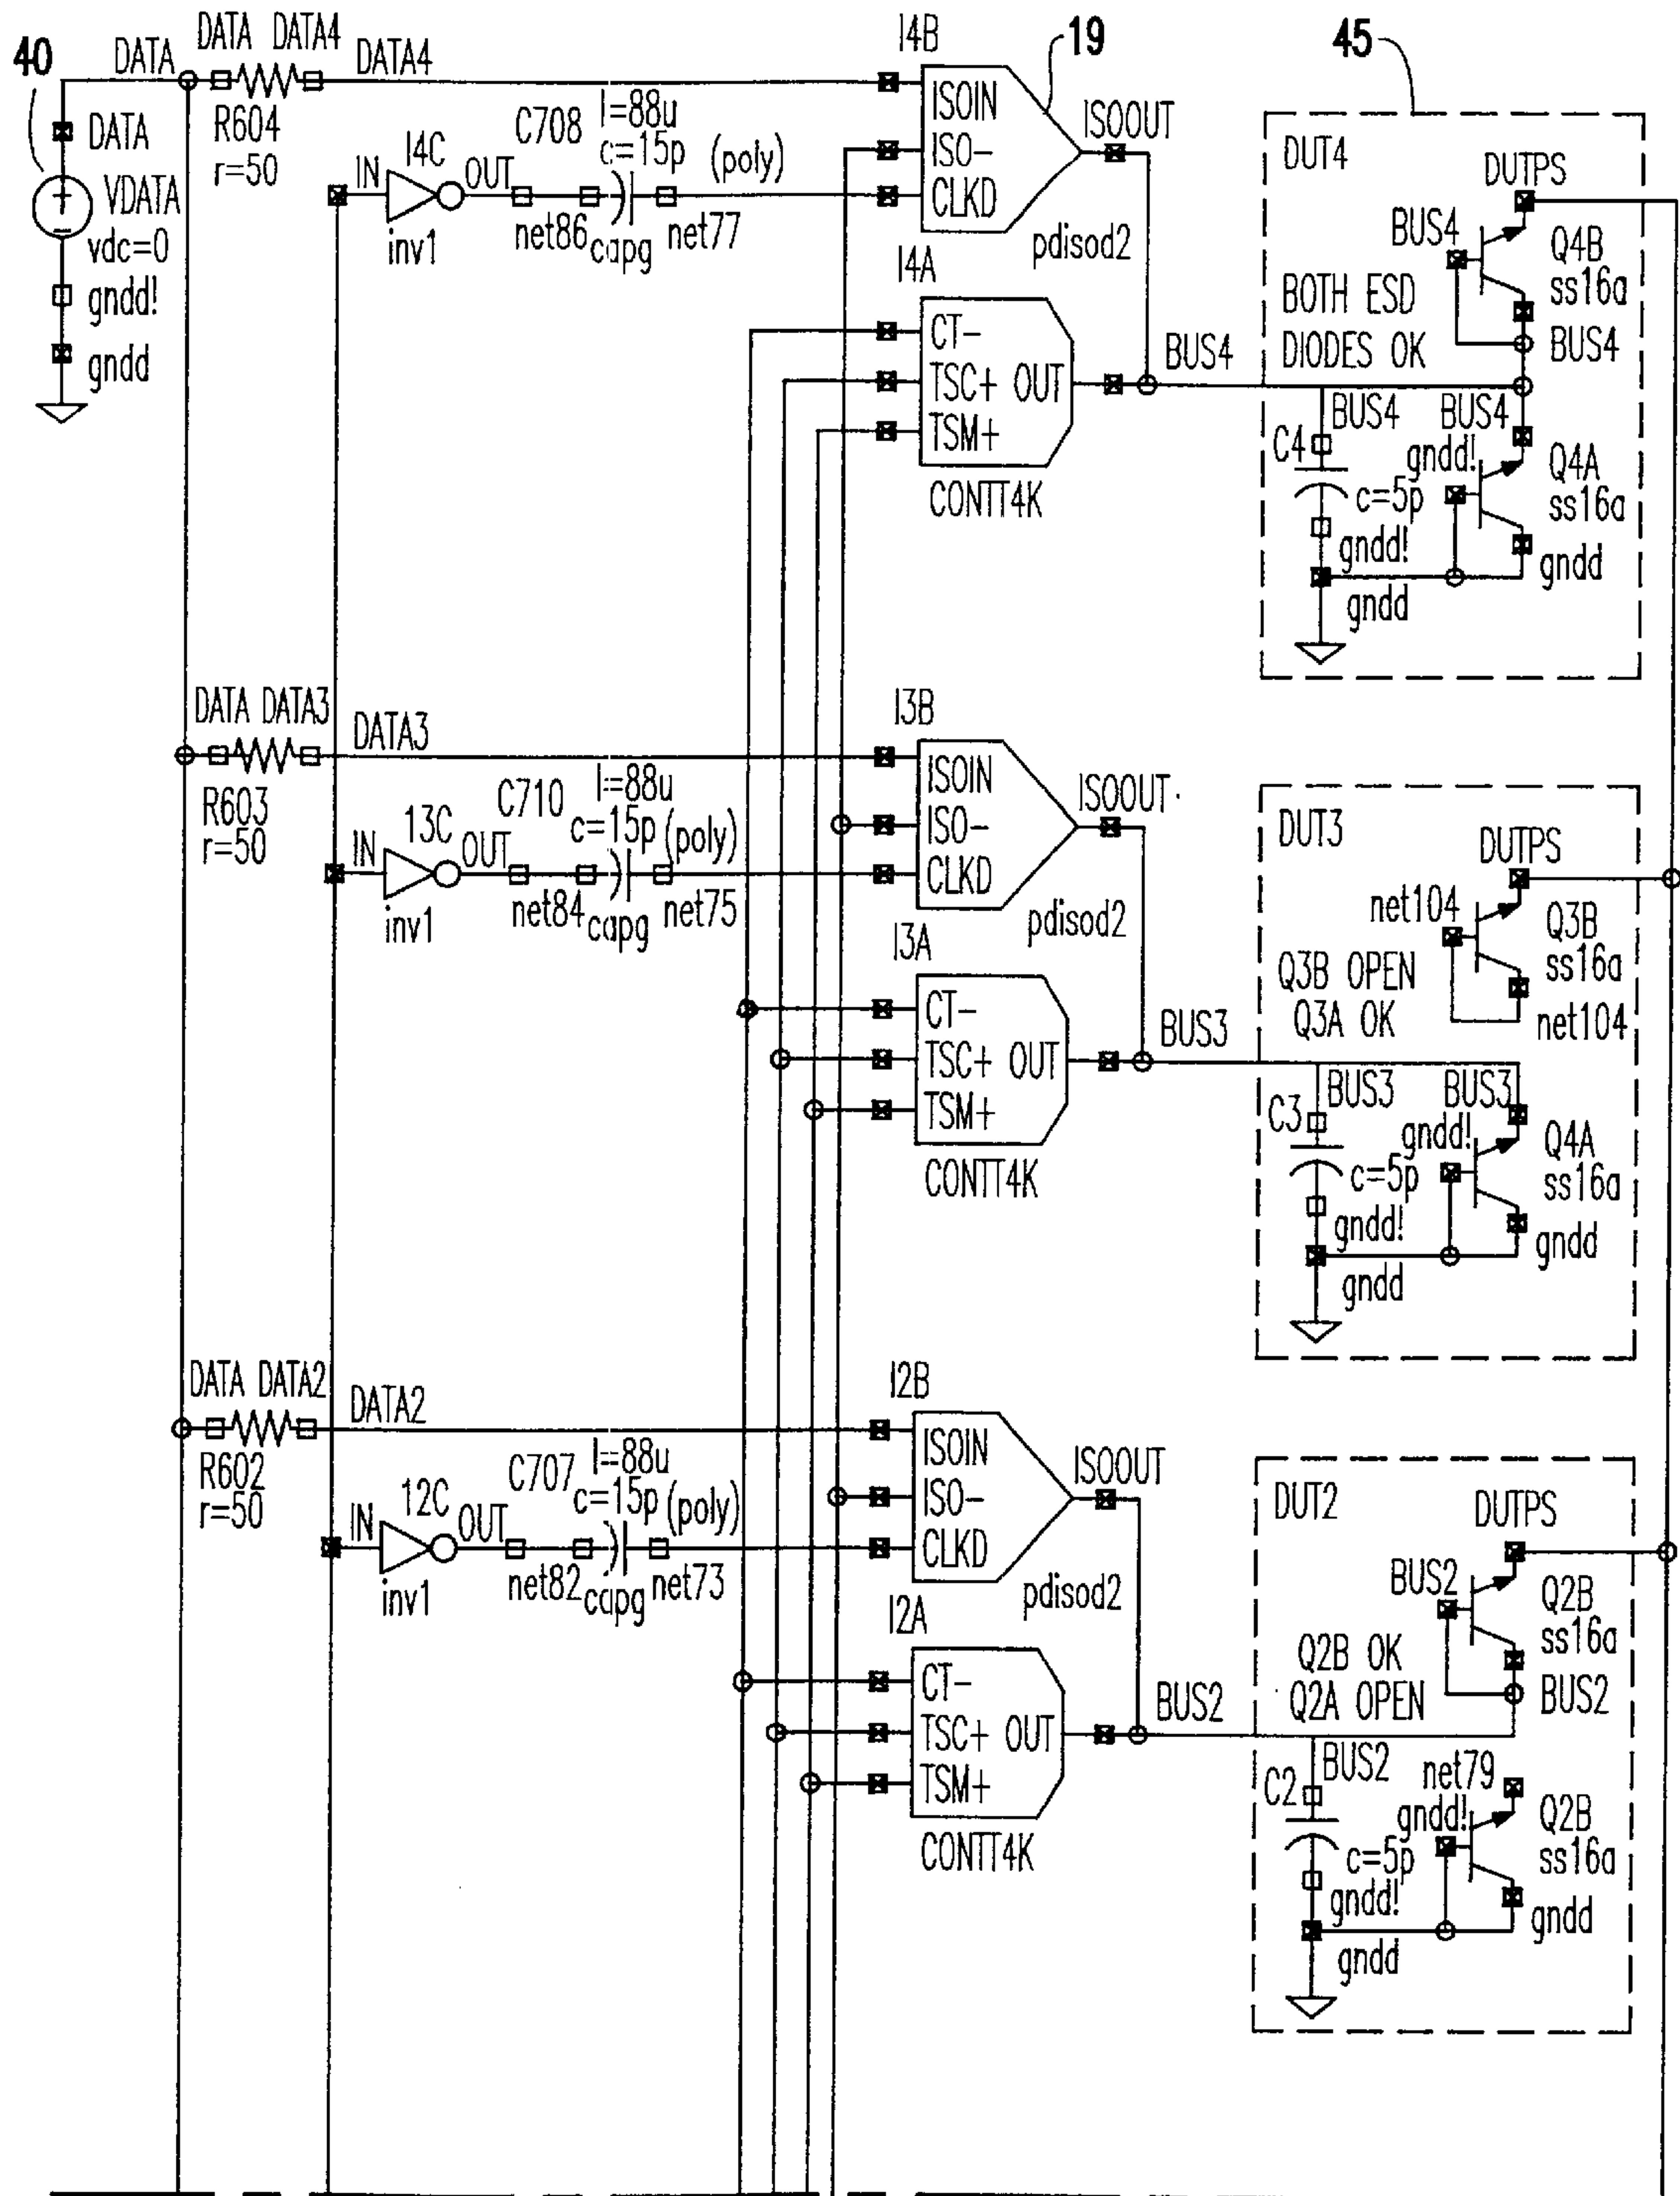 40
DATA
DATA DATA4
DATA4
R604
r=50
DATA
VDATA
+
-
vdc=0
gndd!
gndd
IN
I4C
OUT
inv1
C708
l=88u
c=15p
(poly)
net86
capg
net77
I4B
19
ISOIN
ISO-
CLKD
ISOOUT
pdisod2
I4A
CT-
TSC+ OUT
TSM+
CONTT4K
BUS4
45
DUT4
DUTPS
BUS4
Q4B
ss16a
BOTH ESD
DIODES OK
BUS4
BUS4
BUS4
C4
gndd!
c=5p
Q4A
ss16a
gndd!
gndd
gndd
DATA DATA3
DATA3
R603
r=50
IN
13C
OUT
inv1
C710
l=88u
c=15p
(poly)
net84
capg
net75
I3B
ISOIN
ISO-
CLKD
ISOOUT
pdisod2
I3A
CT-
TSC+ OUT
TSM+
CONTT4K
BUS3
DUT3
DUTPS
net104
Q3B
ss16a
Q3B OPEN
Q3A OK
net104
BUS3
BUS3
C3
gndd!
c=5p
Q4A
ss16a
gndd!
gndd
gndd
DATA DATA2
DATA2
R602
r=50
IN
12C
OUT
inv1
C707
l=88u
c=15p
(poly)
net82
capg
net73
I2B
ISOIN
ISO-
CLKD
ISOOUT
pdisod2
I2A
CT-
TSC+ OUT
TSM+
CONTT4K
BUS2
DUT2
DUTPS
BUS2
Q2B
ss16a
Q2B OK
Q2A OPEN
BUS2
BUS2
net79
C2
gndd!
c=5p
Q2B
ss16a
gndd!
gndd
gndd